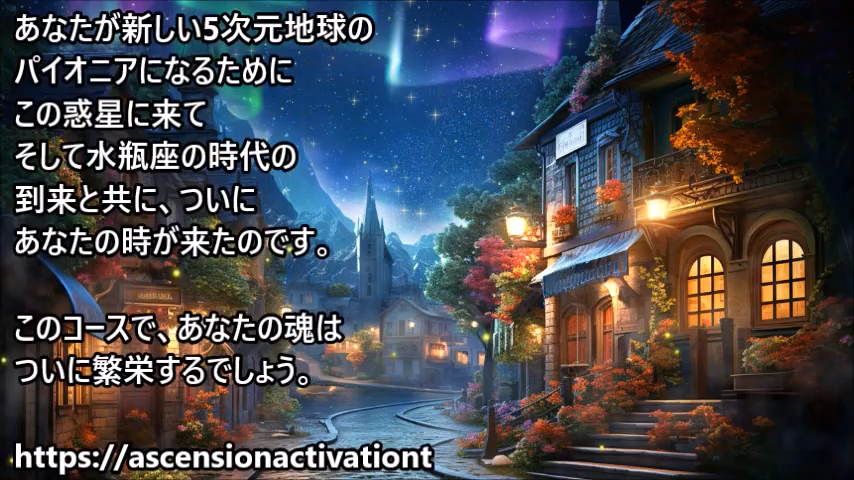 あなたが新しい5次元地球の
パイオニアになるために
この惑星に来て
そして水瓶座の時代の
到来と共に、ついに
あなたの時が来たのです。
このコースで、あなたの魂は
ついに繁栄するでしょう。
https://ascensionactivationt